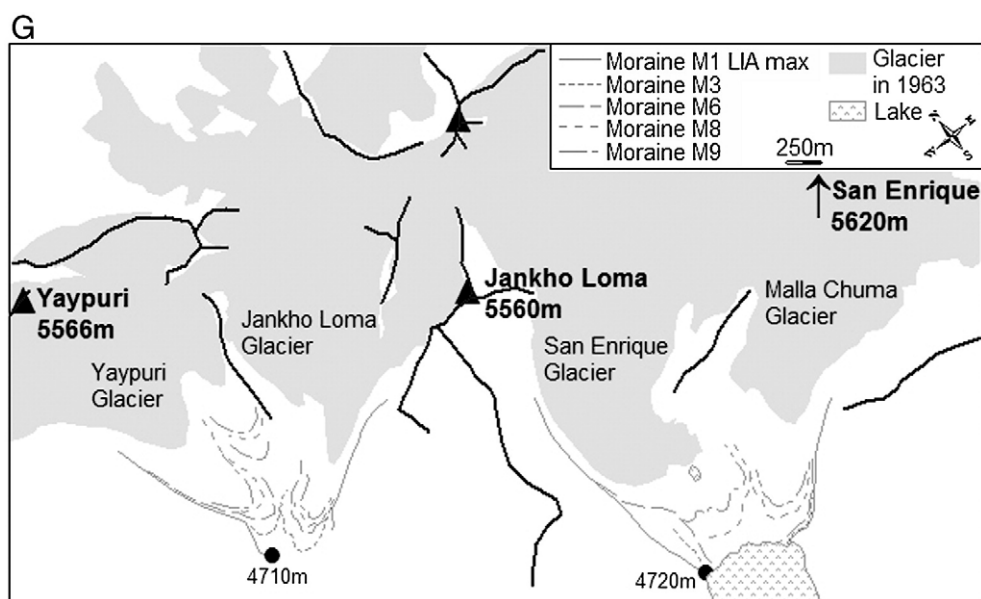 G
Moraine M1 LIA max
Moraine M3
Moraine M6
Moraine M8
Moraine M9
Glacier
in 1963
Lake
250m
N
E
S
W
San Enrique
5620m
Yaypuri
5566m
Jankho Loma
Glacier
Jankho Loma
5560m
Malla Chuma
Glacier
San Enrique
Glacier
Yaypuri
Glacier
4710m
4720m